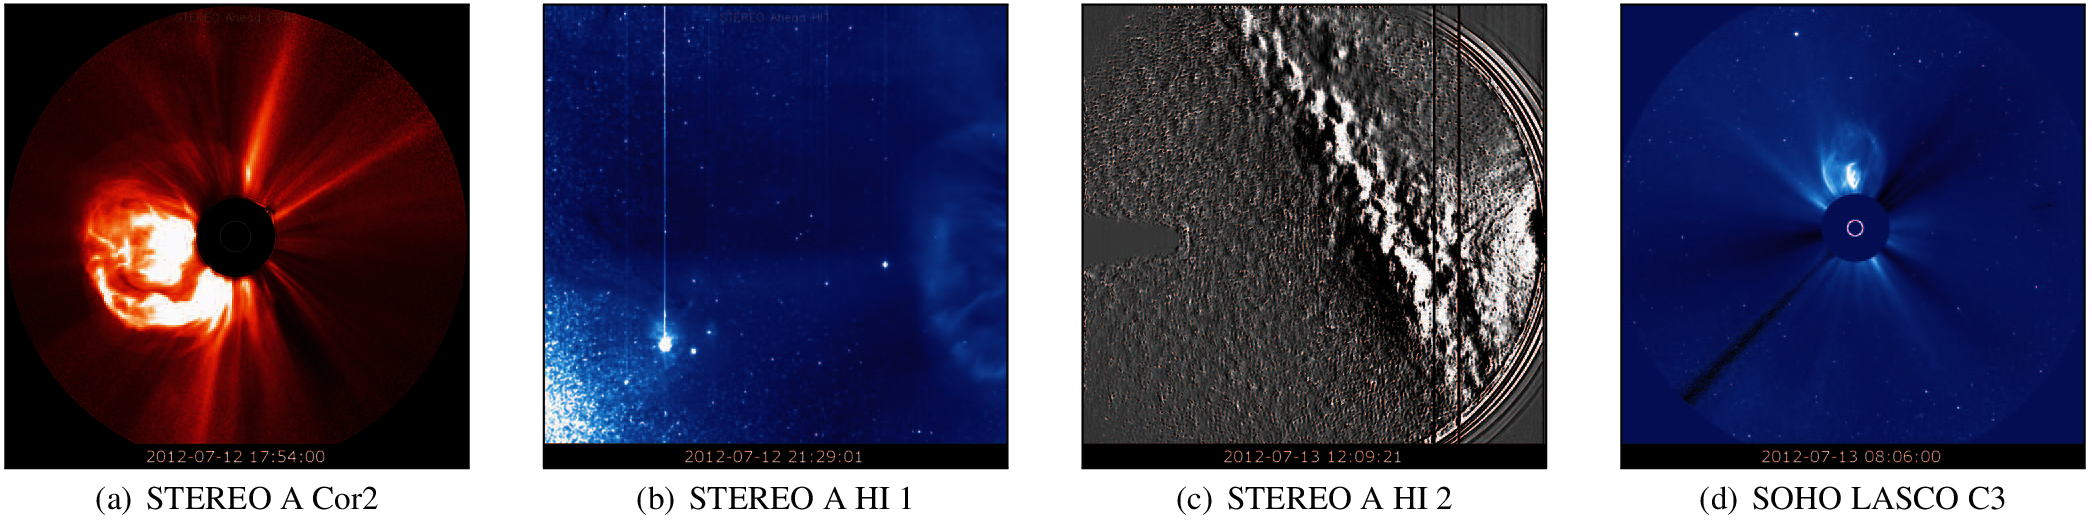 STEREO Ahead COR2
STEREO Ahead HI1
2012-07-12 17:54:00
2012-07-12 21:29:01
2012-07-13 12:09:21
2012-07-13 08:06:00
(a) STEREO A Cor2
(b) STEREO A HI 1
(c) STEREO A HI 2
(d) SOHO LASCO C3